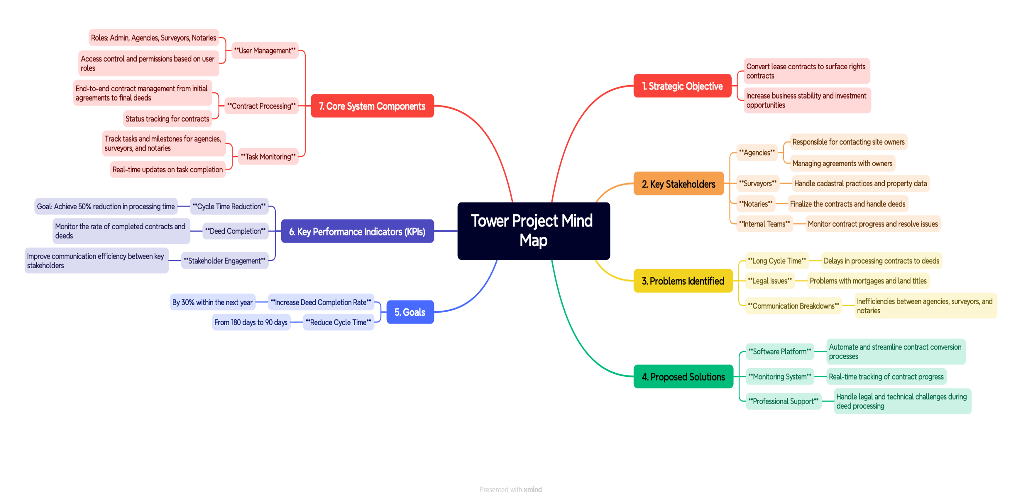 Tower Project Mind
Map
1. Strategic Objective
Convert lease contracts to surface rights
contracts
Increase business stability and investment
opportunities
2. Key Stakeholders
**Agencies**
Responsible for contacting site owners
Managing agreements with owners
**Surveyors**
Handle cadastral practices and property data
**Notaries**
Finalize the contracts and handle deeds
**Internal Teams**
Monitor contract progress and resolve issues
3. Problems Identified
**Long Cycle Time**
Delays in processing contracts to deeds
**Legal Issues**
Problems with mortgages and land titles
**Communication Breakdowns**
Inefficiencies between agencies, surveyors, and
notaries
4. Proposed Solutions
**Software Platform**
Automate and streamline contract conversion
processes
**Monitoring System**
Real-time tracking of contract progress
**Professional Support**
Handle legal and technical challenges during
deed processing
5. Goals
**Increase Deed Completion Rate**
By 30% within the next year
**Reduce Cycle Time**
From 180 days to 90 days
6. Key Performance Indicators (KPIs)
**Cycle Time Reduction**
Goal: Achieve 50% reduction in processing time
**Deed Completion**
Monitor the rate of completed contracts and
deeds
**Stakeholder Engagement**
Improve communication efficiency between key
stakeholders
7. Core System Components
**User Management**
Roles: Admin, Agencies, Surveyors, Notaries
Access control and permissions based on user
roles
**Contract Processing**
End-to-end contract management from initial
agreements to final deeds
Status tracking for contracts
**Task Monitoring**
Track tasks and milestones for agencies,
surveyors, and notaries
Real-time updates on task completion
Presented with xmind